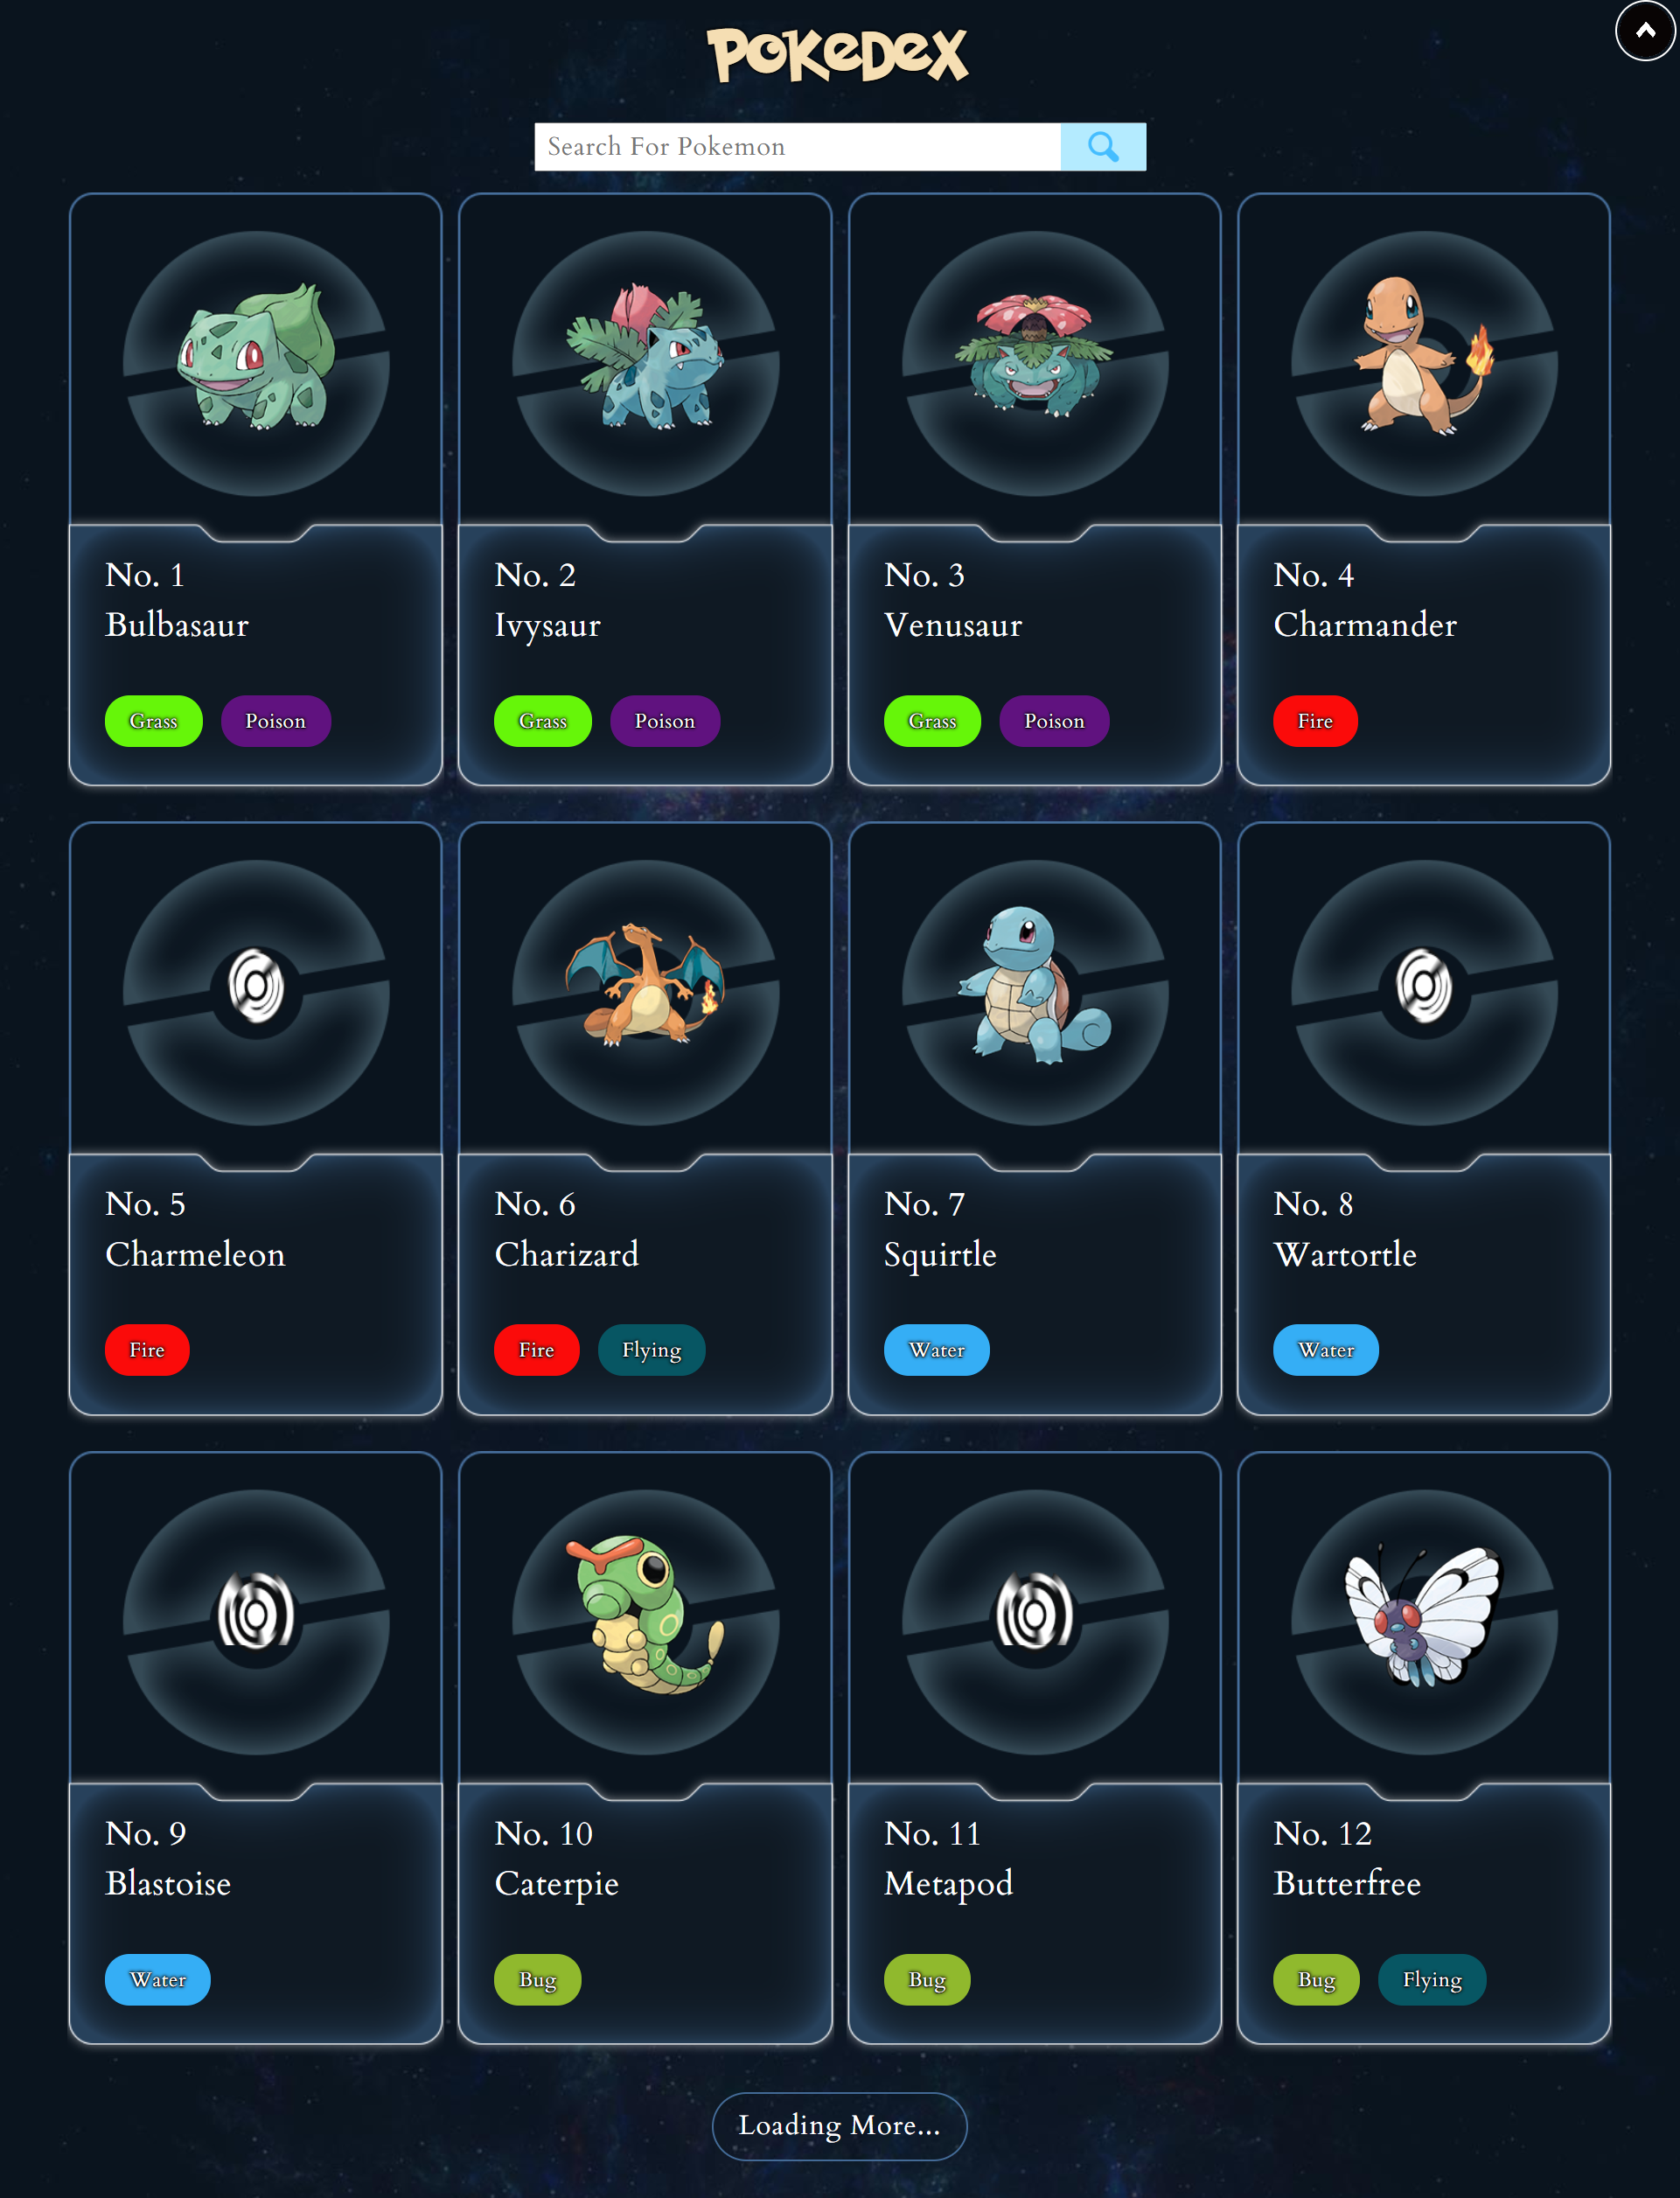 POKeDeX
Search For Pokemon
No. 1
Bulbasaur
Grass Poison
No. 2
Ivysaur
Grass Poison
No. 3
Venusaur
Grass Poison
No. 4
Charmander
Fire
No. 5
Charmeleon
Fire
No. 6
Charizard
Fire Flying
No. 7
Squirtle
Water
No. 8
Wartortle
Water
No. 9
Blastoise
Water
No. 10
Caterpie
Bug
No. 11
Metapod
Bug
No. 12
Butterfree
Bug Flying
Loading More...